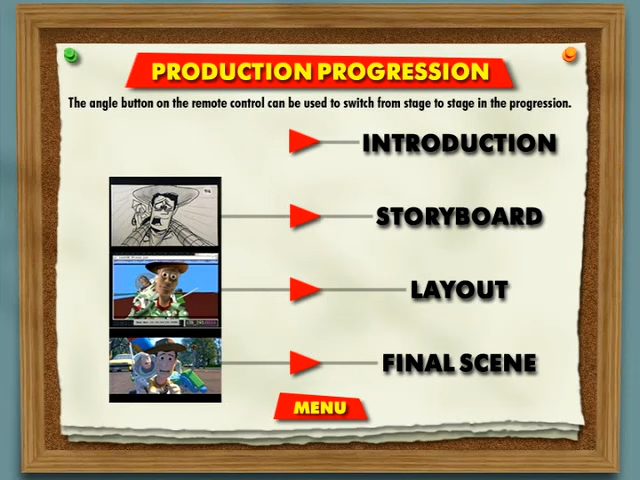 PRODUCTION PROGRESSION
The angle button on the remote control can be used to switch from stage to stage in the progression.
INTRODUCTION
STORYBOARD
LAYOUT
FINAL SCENE
MENU